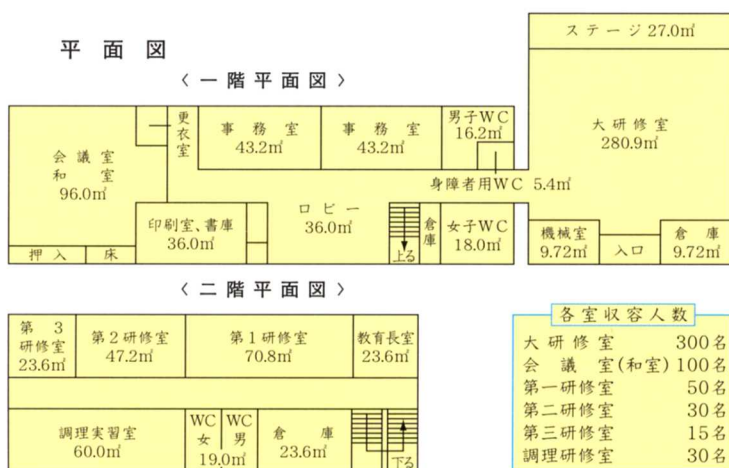 平面図
〈一階平面図〉
ステージ 27.0㎡
大研修室
280.9㎡
会議室
和室
96.0㎡
更衣室
事務室
43.2㎡
事務室
43.2㎡
男子WC
16.2㎡
身障者用WC 5.4㎡
ロビー
36.0㎡
印刷室、書庫
36.0㎡
押入
床
上る
倉庫
女子WC
18.0㎡
機械室
9.72㎡
入口
倉庫
9.72㎡
〈二階平面図〉
第3
研修室
23.6㎡
第2研修室
47.2㎡
第1研修室
70.8㎡
教育長室
23.6㎡
調理実習室
60.0㎡
WC WC
女 男
19.0㎡
倉庫
23.6㎡
下る
各室収容人数
大研修室 300名
会議室(和室)100名
第一研修室 50名
第二研修室 30名
第三研修室 15名
調理研修室 30名